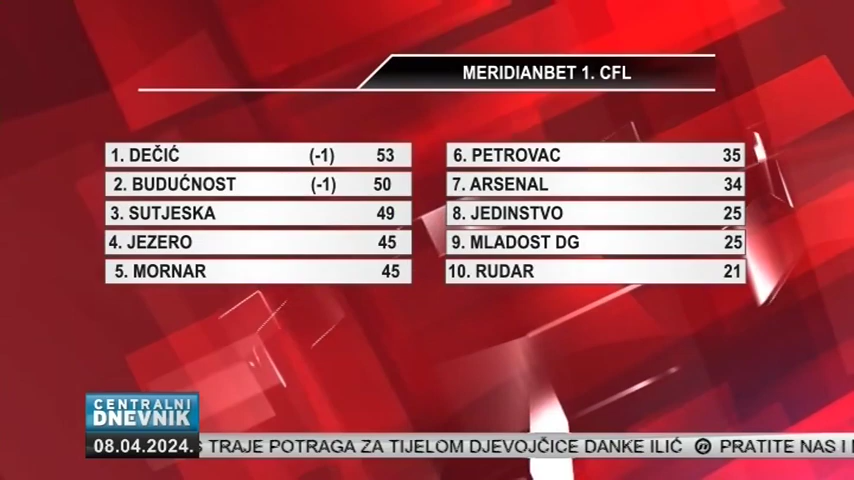 MERIDIANBET 1. CFL
1. DEČIĆ (-1) 53
2. BUDUĆNOST (-1) 50
3. SUTJESKA 49
4. JEZERO 45
5. MORNAR 45
6. PETROVAC 35
7. ARSENAL 34
8. JEDINSTVO 25
9. MLADOST DG 25
10. RUDAR 21
CENTRALNI
DNEVNIK
08.04.2024. TRAJE POTRAGA ZA TIJELOM DJEVOJČICE DANKE ILIĆ PRATITE NAS I